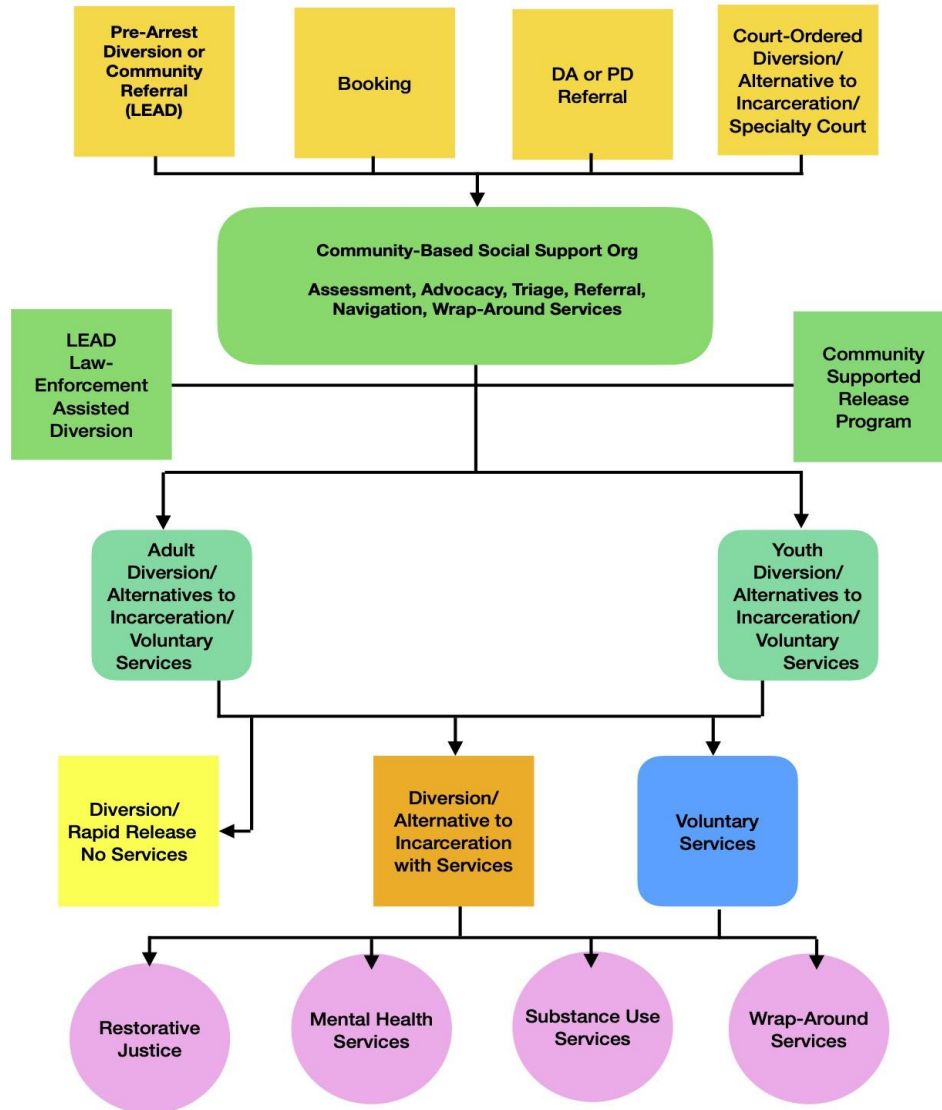 Pre-Arrest
Diversion or
Community
Referral
(LEAD)
Booking
DA or PD
Referral
Court-Ordered
Diversion/
Alternative to
Incarceration/
Specialty Court
Community-Based Social Support Org
Assessment, Advocacy, Triage, Referral,
Navigation, Wrap-Around Services
LEAD
Law-
Enforcement
Assisted
Diversion
Community
Supported
Release
Program
Adult
Diversion/
Alternatives to
Incarceration/
Voluntary
Services
Youth
Diversion/
Alternatives to
Incarceration/
Voluntary
Services
Diversion/
Rapid Release
No Services
Diversion/
Alternative to
Incarceration
with Services
Voluntary
Services
Restorative
Justice
Mental Health
Services
Substance Use
Services
Wrap-Around
Services